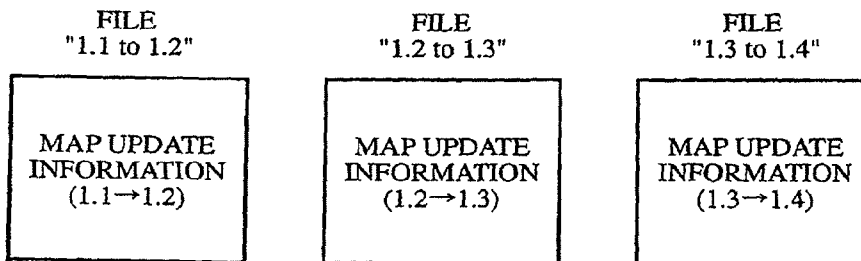 FILE
"1.1 to 1.2"
MAP UPDATE
INFORMATION
(1.1→1.2)
FILE
"1.2 to 1.3"
MAP UPDATE
INFORMATION
(1.2→1.3)
FILE
"1.3 to 1.4"
MAP UPDATE
INFORMATION
(1.3→1.4)